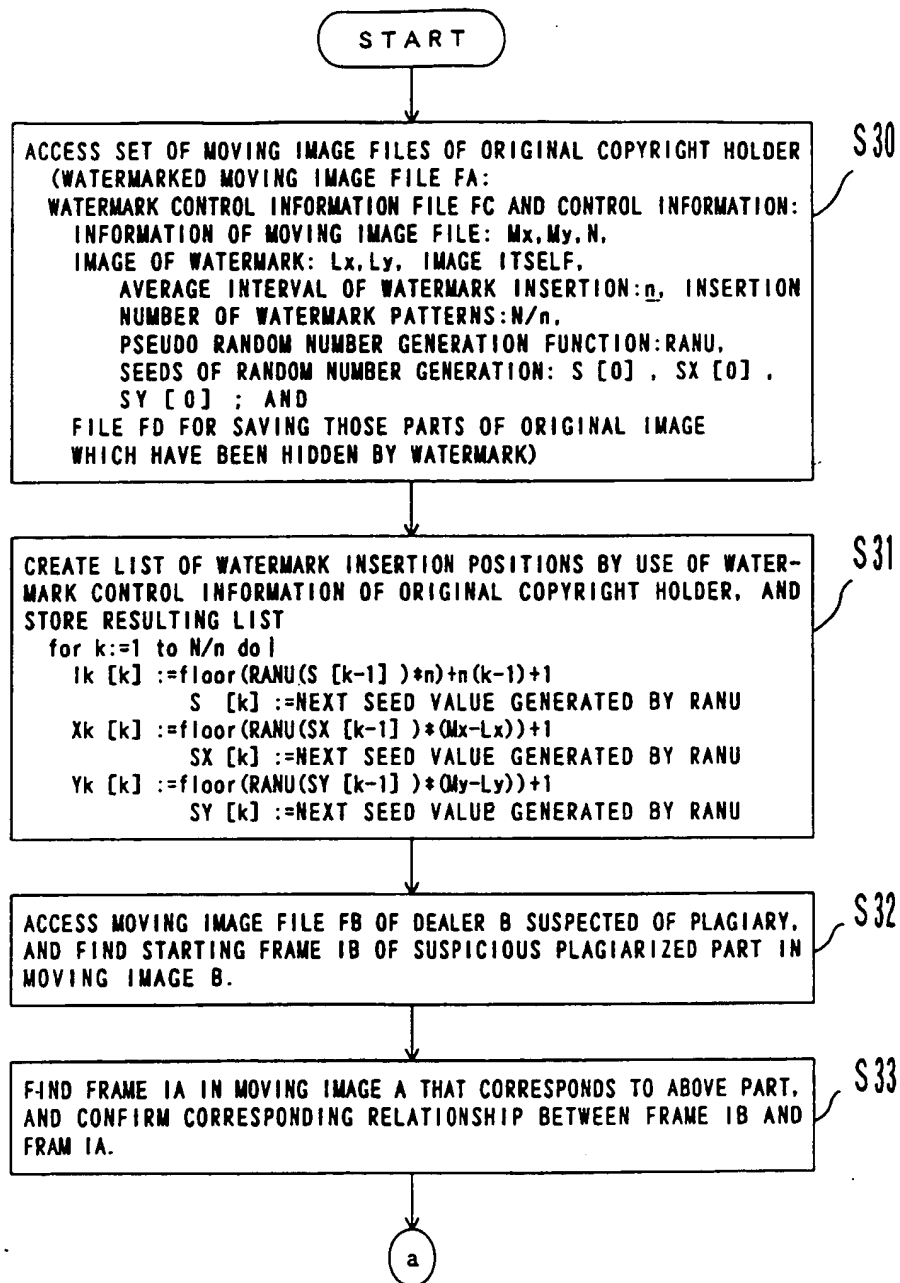 START
S30
ACCESS SET OF MOVING IMAGE FILES OF ORIGINAL COPYRIGHT HOLDER
(WATERMARKED MOVING IMAGE FILE FA:
WATERMARK CONTROL INFORMATION FILE FC AND CONTROL INFORMATION:
INFORMATION OF MOVING IMAGE FILE: Mx,My,N,
IMAGE OF WATERMARK: Lx,Ly, IMAGE ITSELF,
AVERAGE INTERVAL OF WATERMARK INSERTION:n, INSERTION
NUMBER OF WATERMARK PATTERNS:N/n,
PSEUDO RANDOM NUMBER GENERATION FUNCTION:RANU,
SEEDS OF RANDOM NUMBER GENERATION: S [0] , SX [0] ,
SY [0] ; AND
FILE FD FOR SAVING THOSE PARTS OF ORIGINAL IMAGE
WHICH HAVE BEEN HIDDEN BY WATERMARK)
S31
CREATE LIST OF WATERMARK INSERTION POSITIONS BY USE OF WATER-
MARK CONTROL INFORMATION OF ORIGINAL COPYRIGHT HOLDER, AND
STORE RESULTING LIST
for k:=1 to N/n do{
Ik [k] :=floor(RANU(S [k-1] )*n)+n(k-1)+1
S [k] :=NEXT SEED VALUE GENERATED BY RANU
Xk [k] :=floor(RANU(SX [k-1] )*(Mx-Lx))+1
SX [k] :=NEXT SEED VALUE GENERATED BY RANU
Yk [k] :=floor(RANU(SY [k-1] )*(My-Ly))+1
SY [k] :=NEXT SEED VALUE GENERATED BY RANU
S32
ACCESS MOVING IMAGE FILE FB OF DEALER B SUSPECTED OF PLAGIARY,
AND FIND STARTING FRAME IB OF SUSPICIOUS PLAGIARIZED PART IN
MOVING IMAGE B.
S33
FIND FRAME IA IN MOVING IMAGE A THAT CORRESPONDS TO ABOVE PART,
AND CONFIRM CORRESPONDING RELATIONSHIP BETWEEN FRAME IB AND
FRAM IA.
a